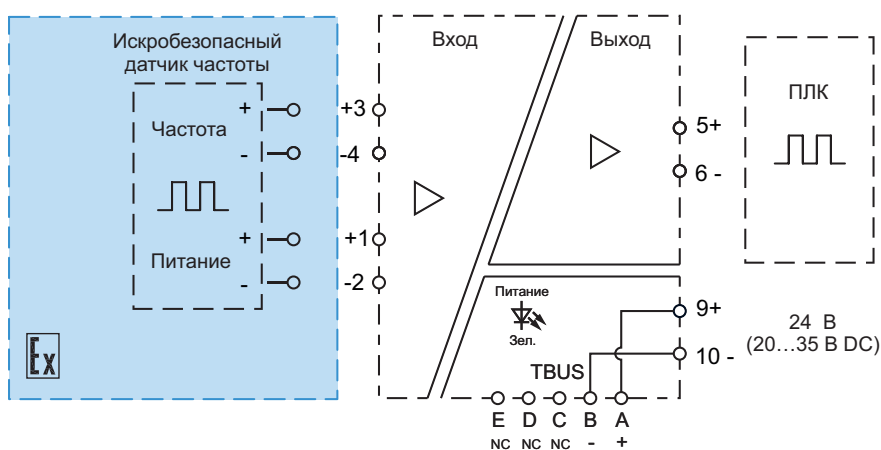 Искробезопасный
датчик частоты
+
Частота
-
+
Питание
-
Ex
+3
-4
+1
-2
Вход
Выход
5+
6 -
ПЛК
Питание
Зел.
9+
10 -
24 В
(20...35 В DC)
TBUS
E D C B A
NC NC NC - +